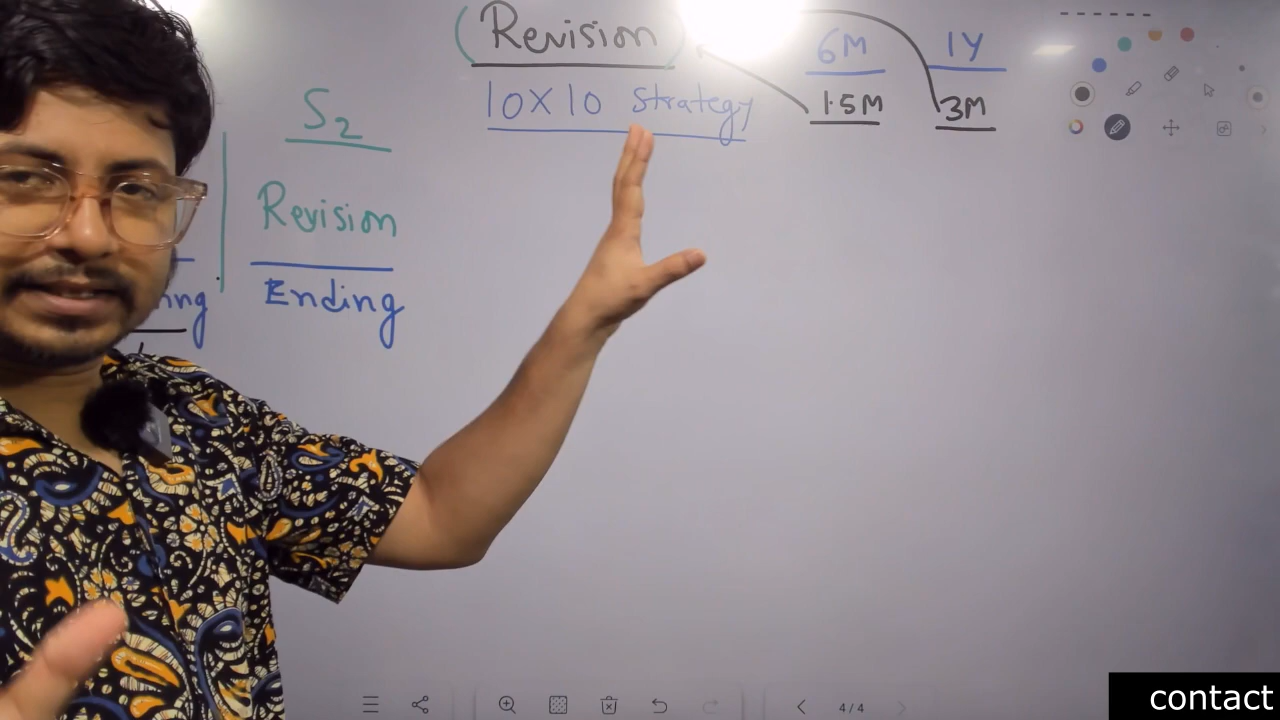 Revision
6M 1Y
10X10 Strategy
1.5M 3M
S2
Revision
Ending
4/4
contact